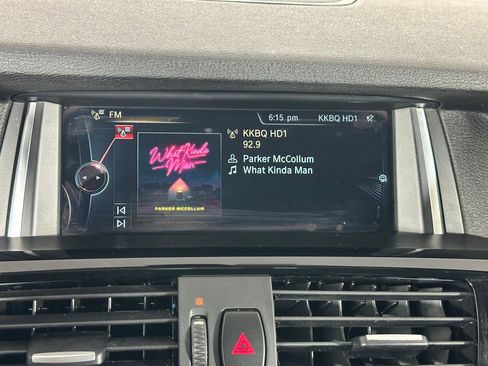 FM
6:15 pm
KKBQ HD1
KKBQ HD1
92.9
Parker McCollum
What Kinda Man
What Kinda
Man
PARKER MCCOLLUM